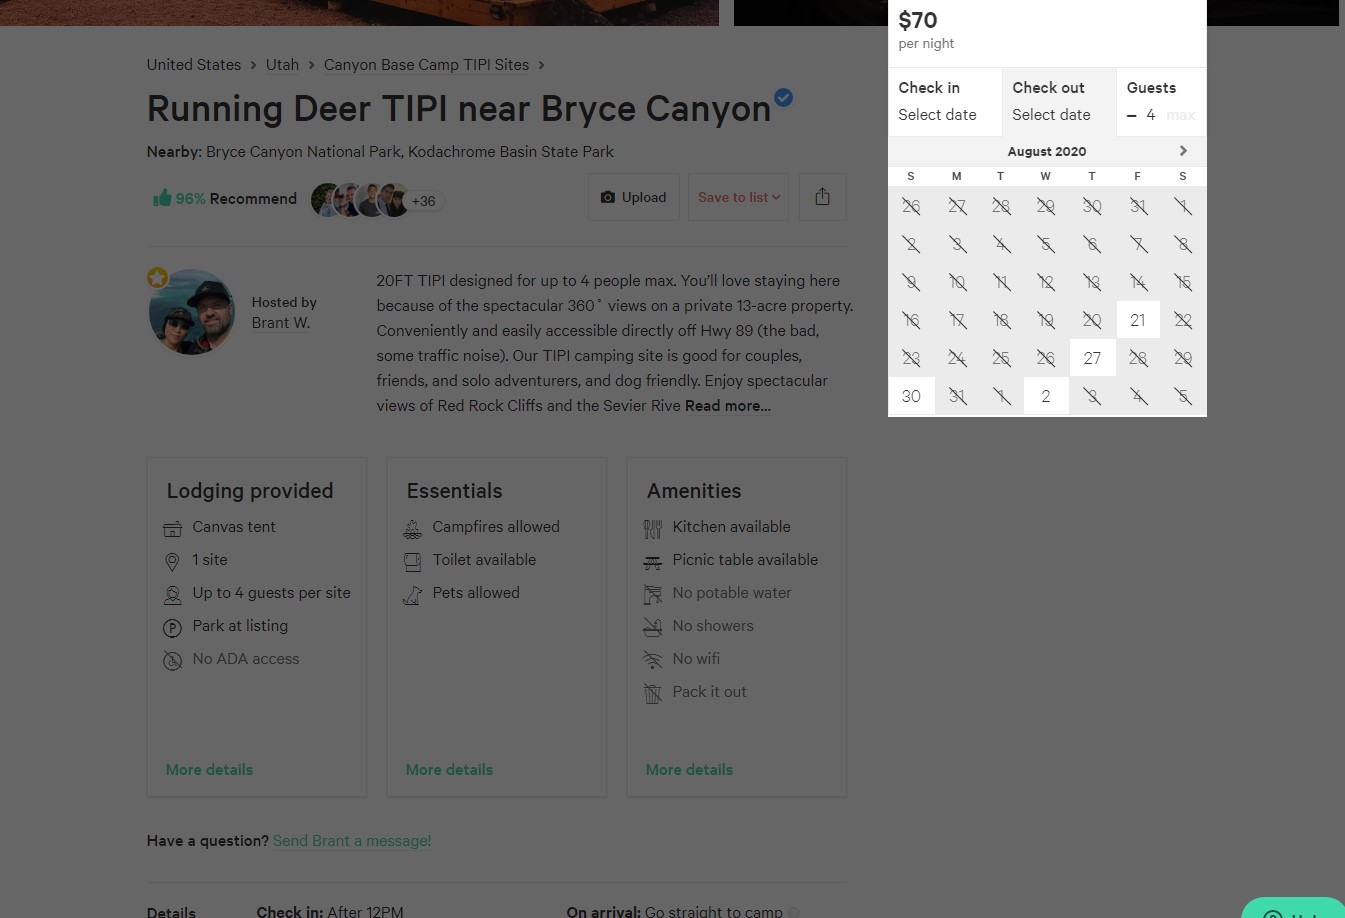 $70
per night
Check in
Select date
Check out
Select date
Guests
– 4 max
August 2020
S M T W T F S
26 27 28 29 30 31 1
2 3 4 5 6 7 8
9 10 11 12 13 14 15
16 17 18 19 20 21 22
23 24 25 26 27 28 29
30 31 1 2 3 4 5
United States > Utah > Canyon Base Camp TIPI Sites >
Running Deer TIPI near Bryce Canyon
Nearby: Bryce Canyon National Park, Kodachrome Basin State Park
96% Recommend
+36
Upload
Save to list
Hosted by
Brant W.
20FT TIPI designed for up to 4 people max. You’ll love staying here
because of the spectacular 360˚ views on a private 13-acre property.
Conveniently and easily accessible directly off Hwy 89 (the bad,
some traffic noise). Our TIPI camping site is good for couples,
friends, and solo adventurers, and dog friendly. Enjoy spectacular
views of Red Rock Cliffs and the Sevier Rive Read more...
Lodging provided
Canvas tent
1 site
Up to 4 guests per site
Park at listing
No ADA access
More details
Essentials
Campfires allowed
Toilet available
Pets allowed
More details
Amenities
Kitchen available
Picnic table available
No potable water
No showers
No wifi
Pack it out
More details
Have a question? Send Brant a message!
Details
Check in: After 12PM
On arrival: Go straight to camp